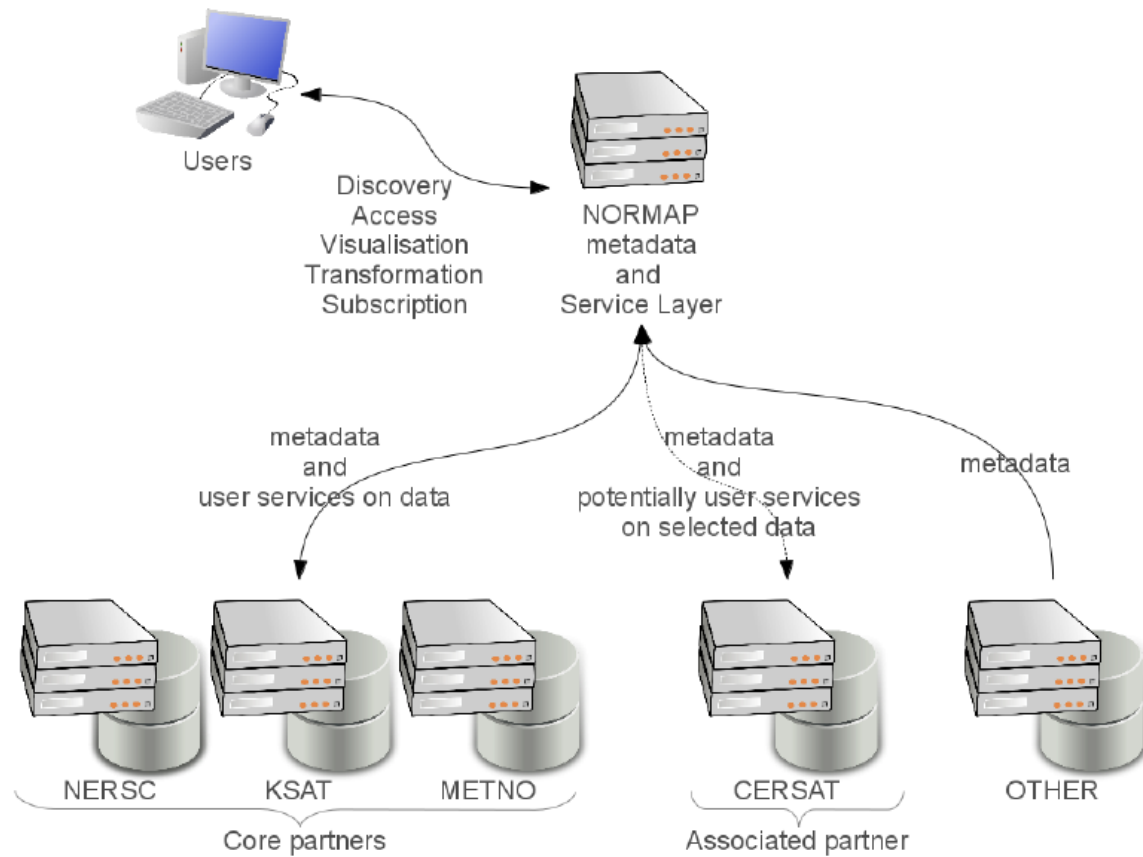 Users
Discovery
Access
Visualisation
Transformation
Subscription
NORMAP
metadada
and
Service Layer
metadata
and
user services on data
metadata
and
potentially user services
on selected data
metadata
NERSC
KSAT
METNO
CERSAT
OTHER
Core partners
Associated partner